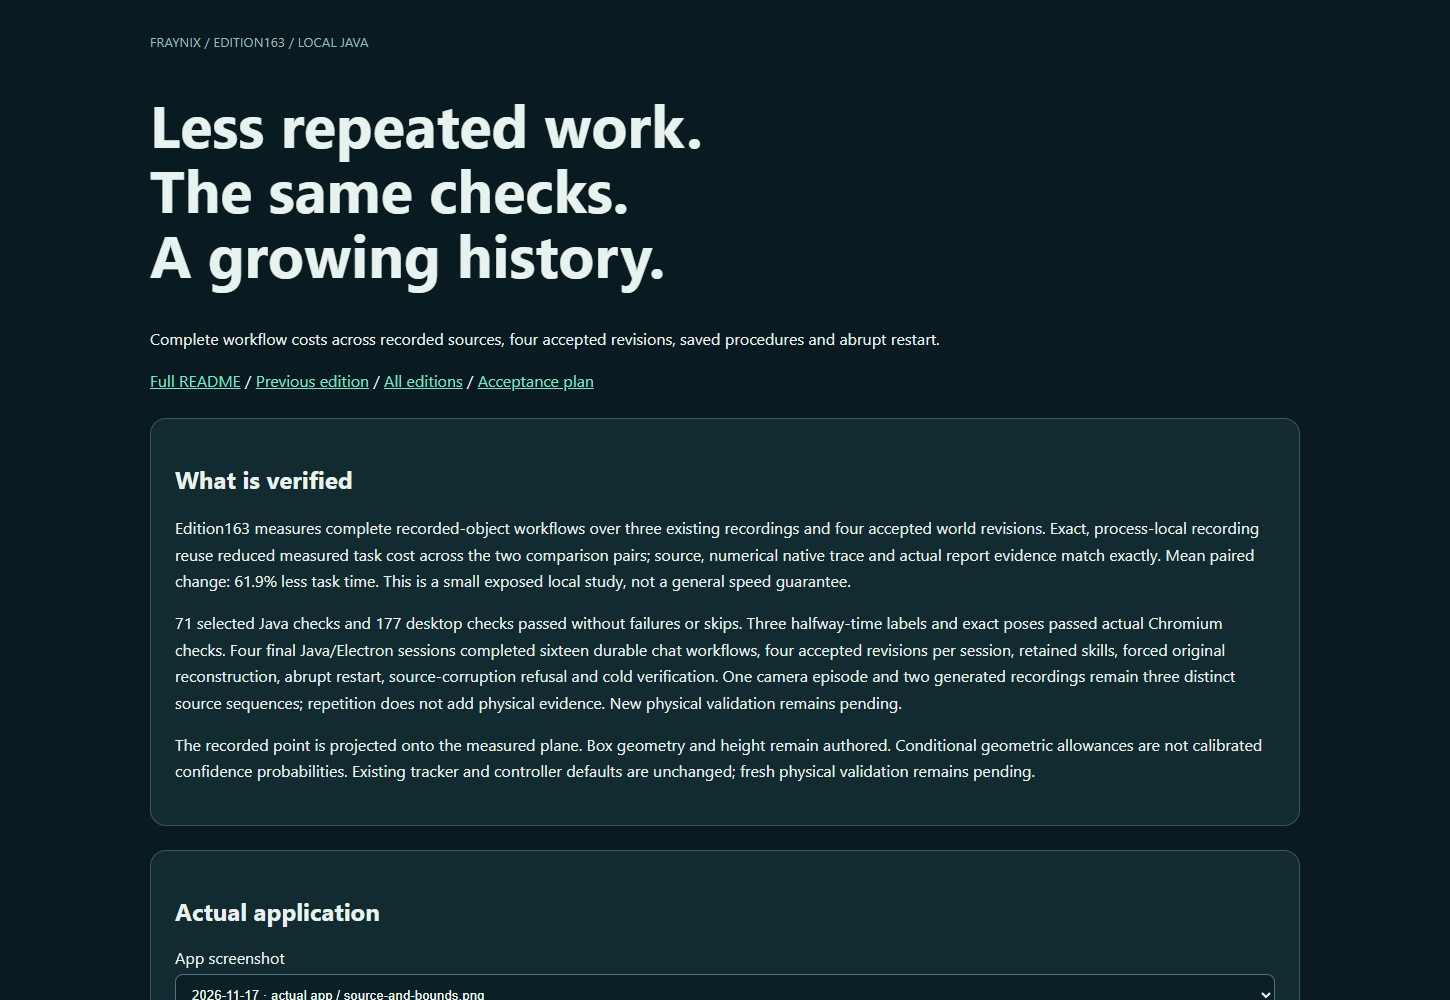 FRAYNIX / EDITION163 / LOCAL JAVA
Less repeated work.
The same checks.
A growing history.
Complete workflow costs across recorded sources, four accepted revisions, saved procedures and abrupt restart.
Full README / Previous edition / All editions / Acceptance plan
What is verified
Edition163 measures complete recorded-object workflows over three existing recordings and four accepted world revisions. Exact, process-local recording
reuse reduced measured task cost across the two comparison pairs; source, numerical native trace and actual report evidence match exactly. Mean paired
change: 61.9% less task time. This is a small exposed local study, not a general speed guarantee.
71 selected Java checks and 177 desktop checks passed without failures or skips. Three halfway-time labels and exact poses passed actual Chromium
checks. Four final Java/Electron sessions completed sixteen durable chat workflows, four accepted revisions per session, retained skills, forced original
reconstruction, abrupt restart, source-corruption refusal and cold verification. One camera episode and two generated recordings remain three distinct
source sequences; repetition does not add physical evidence. New physical validation remains pending.
The recorded point is projected onto the measured plane. Box geometry and height remain authored. Conditional geometric allowances are not calibrated
confidence probabilities. Existing tracker and controller defaults are unchanged; fresh physical validation remains pending.
Actual application
App screenshot
2026-11-17 · actual app / source-and-bounds.png